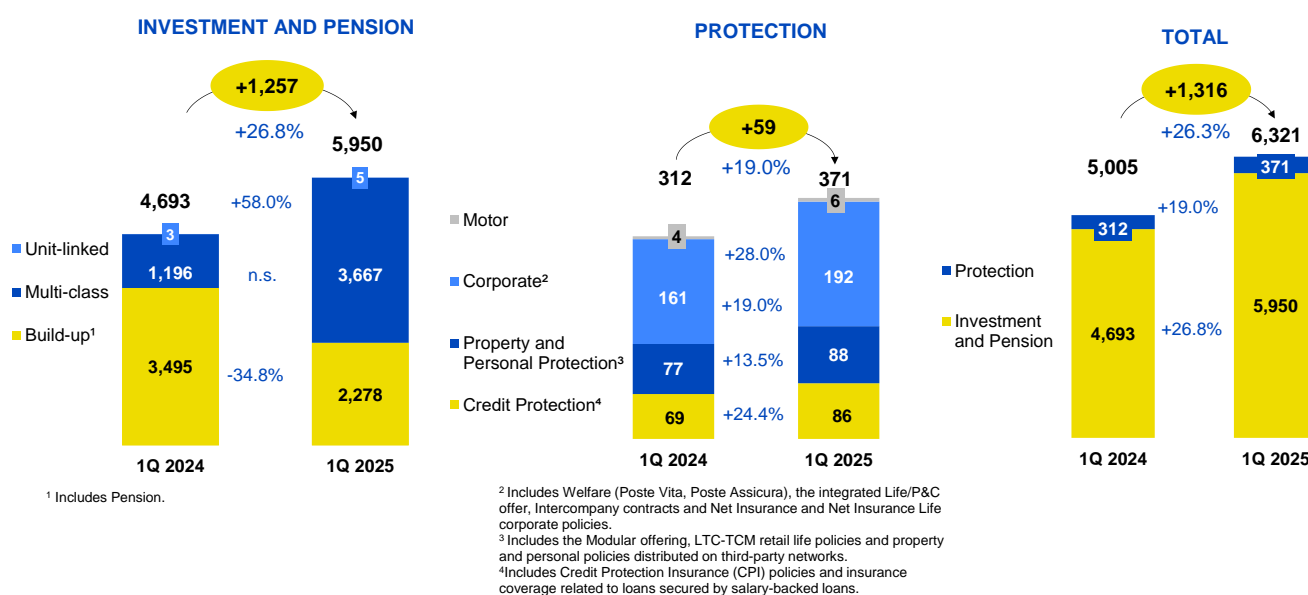 INVESTMENT AND PENSION
+1,257
+26.8%
5,950
4,693
5
+58.0%
3
Unit-linked
1,196
n.s.
3,667
Multi-class
Build-up¹
3,495
-34.8%
2,278
1Q 2024
1Q 2025
¹ Includes Pension.
PROTECTION
+59
+19.0%
312
371
6
Motor
4
+28.0%
Corporate²
161
192
+19.0%
Property and
Personal Protection³
77
+13.5%
88
Credit Protection⁴
69
+24.4%
86
1Q 2024
1Q 2025
² Includes Welfare (Poste Vita, Poste Assicura), the integrated Life/P&C
offer, Intercompany contracts and Net Insurance and Net Insurance Life
corporate policies.
³ Includes the Modular offering, LTC-TCM retail life policies and property
and personal policies distributed on third-party networks.
⁴Includes Credit Protection Insurance (CPI) policies and insurance
coverage related to loans secured by salary-backed loans.
TOTAL
+1,316
+26.3%
6,321
5,005
371
+19.0%
312
Protection
Investment
and Pension
4,693
+26.8%
5,950
1Q 2024
1Q 2025